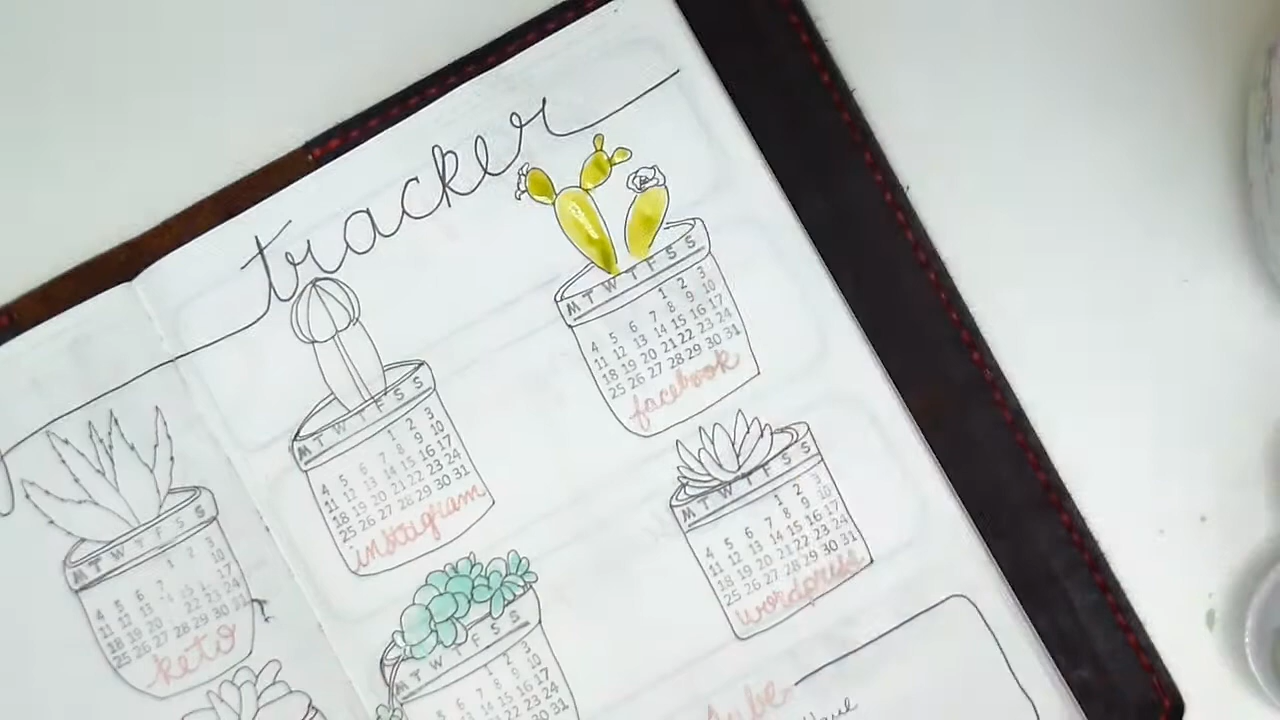 tracker
M T W T F S S
1 2 3
4 5 6 7 8 9 10
11 12 13 14 15 16 17
18 19 20 21 22 23 24
25 26 27 28 29 30 31
facebook
M T W T F S S
1 2 3
4 5 6 7 8 9 10
11 12 13 14 15 16 17
18 19 20 21 22 23 24
25 26 27 28 29 30 31
instagram
M T W T F S S
1 2 3
4 5 6 7 8 9 10
11 12 13 14 15 16 17
18 19 20 21 22 23 24
25 26 27 28 29 30 31
wordpress
M T W T F S S
1 2 3
4 5 6 7 10
11 12 13 17
18 19 20 22 23 24
25 26 27 28 29 30 31
keto
M T W T F S S
1 2 3
8 9 10
15 16 17